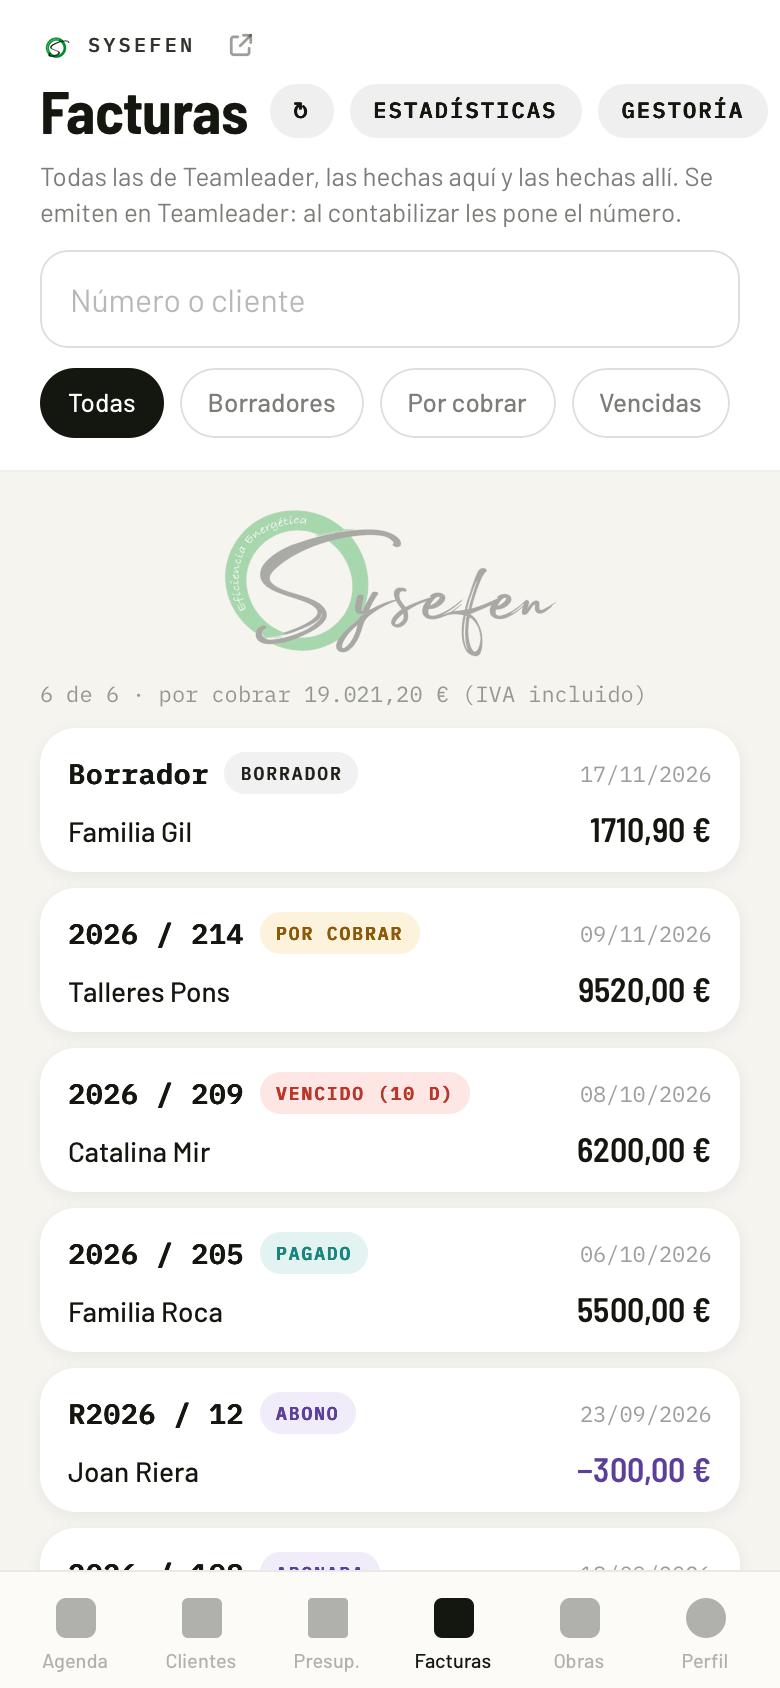 SYSEFEN
Facturas ↻ ESTADÍSTICAS GESTORÍA
Todas las de Teamleader, las hechas aquí y las hechas allí. Se
emiten en Teamleader: al contabilizar les pone el número.
Número o cliente
Todas Borradores Por cobrar Vencidas
Eficiencia Energética
Sysefen
6 de 6 · por cobrar 19.021,20 € (IVA incluido)
Borrador BORRADOR 17/11/2026
Familia Gil 1710,90 €
2026 / 214 POR COBRAR 09/11/2026
Talleres Pons 9520,00 €
2026 / 209 VENCIDO (10 D) 08/10/2026
Catalina Mir 6200,00 €
2026 / 205 PAGADO 06/10/2026
Familia Roca 5500,00 €
R2026 / 12 ABONO 23/09/2026
Joan Riera −300,00 €
2026 / 198 ABONADA
Agenda Clientes Presup. Facturas Obras Perfil